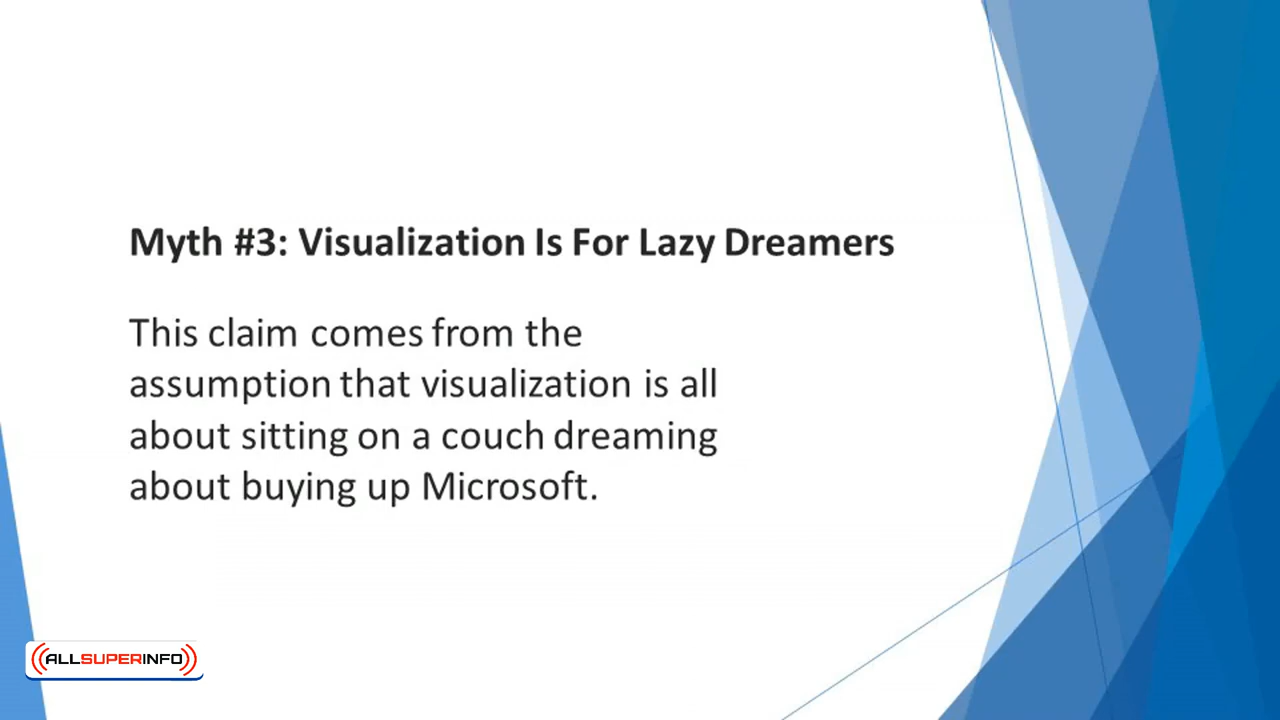 Myth #3: Visualization Is For Lazy Dreamers
This claim comes from the
assumption that visualization is all
about sitting on a couch dreaming
about buying up Microsoft.
ALLSUPERINFO